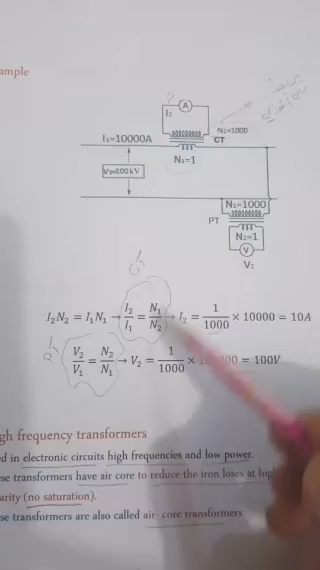 ample
A
I₂
N₂=1000
CT
I₁=10000A
N₁=1
V₁=100 kV
N₁=1000
PT
N₂=1
V
V₂
I₂N₂ = I₁N₁ → I₂/I₁ = N₁/N₂ → I₂ = 1/1000 × 10000 = 10A
V₂/V₁ = N₂/N₁ → V₂ = 1/1000 × = 100V
gh frequency transformers
ed in electronic circuits high frequencies and low power.
se transformers have air core to reduce the iron loses at hig
arity (no saturation).
se transformers are also called air-core transformers